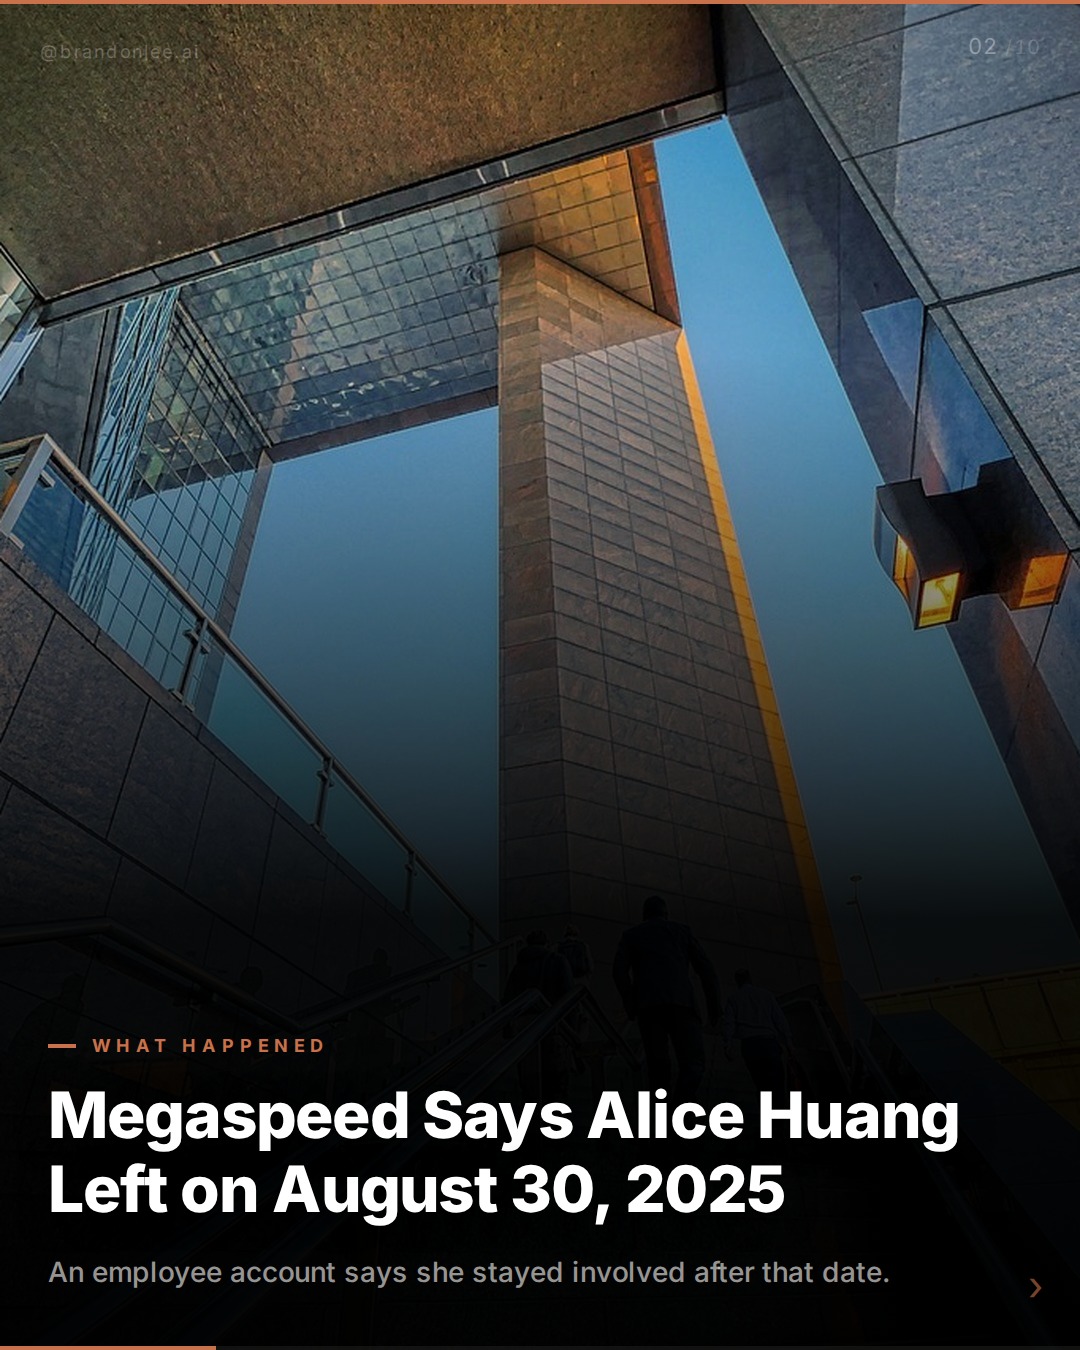 @brandonlee.ai
02 / 10
WHAT HAPPENED
Megaspeed Says Alice Huang
Left on August 30, 2025
An employee account says she stayed involved after that date.
›